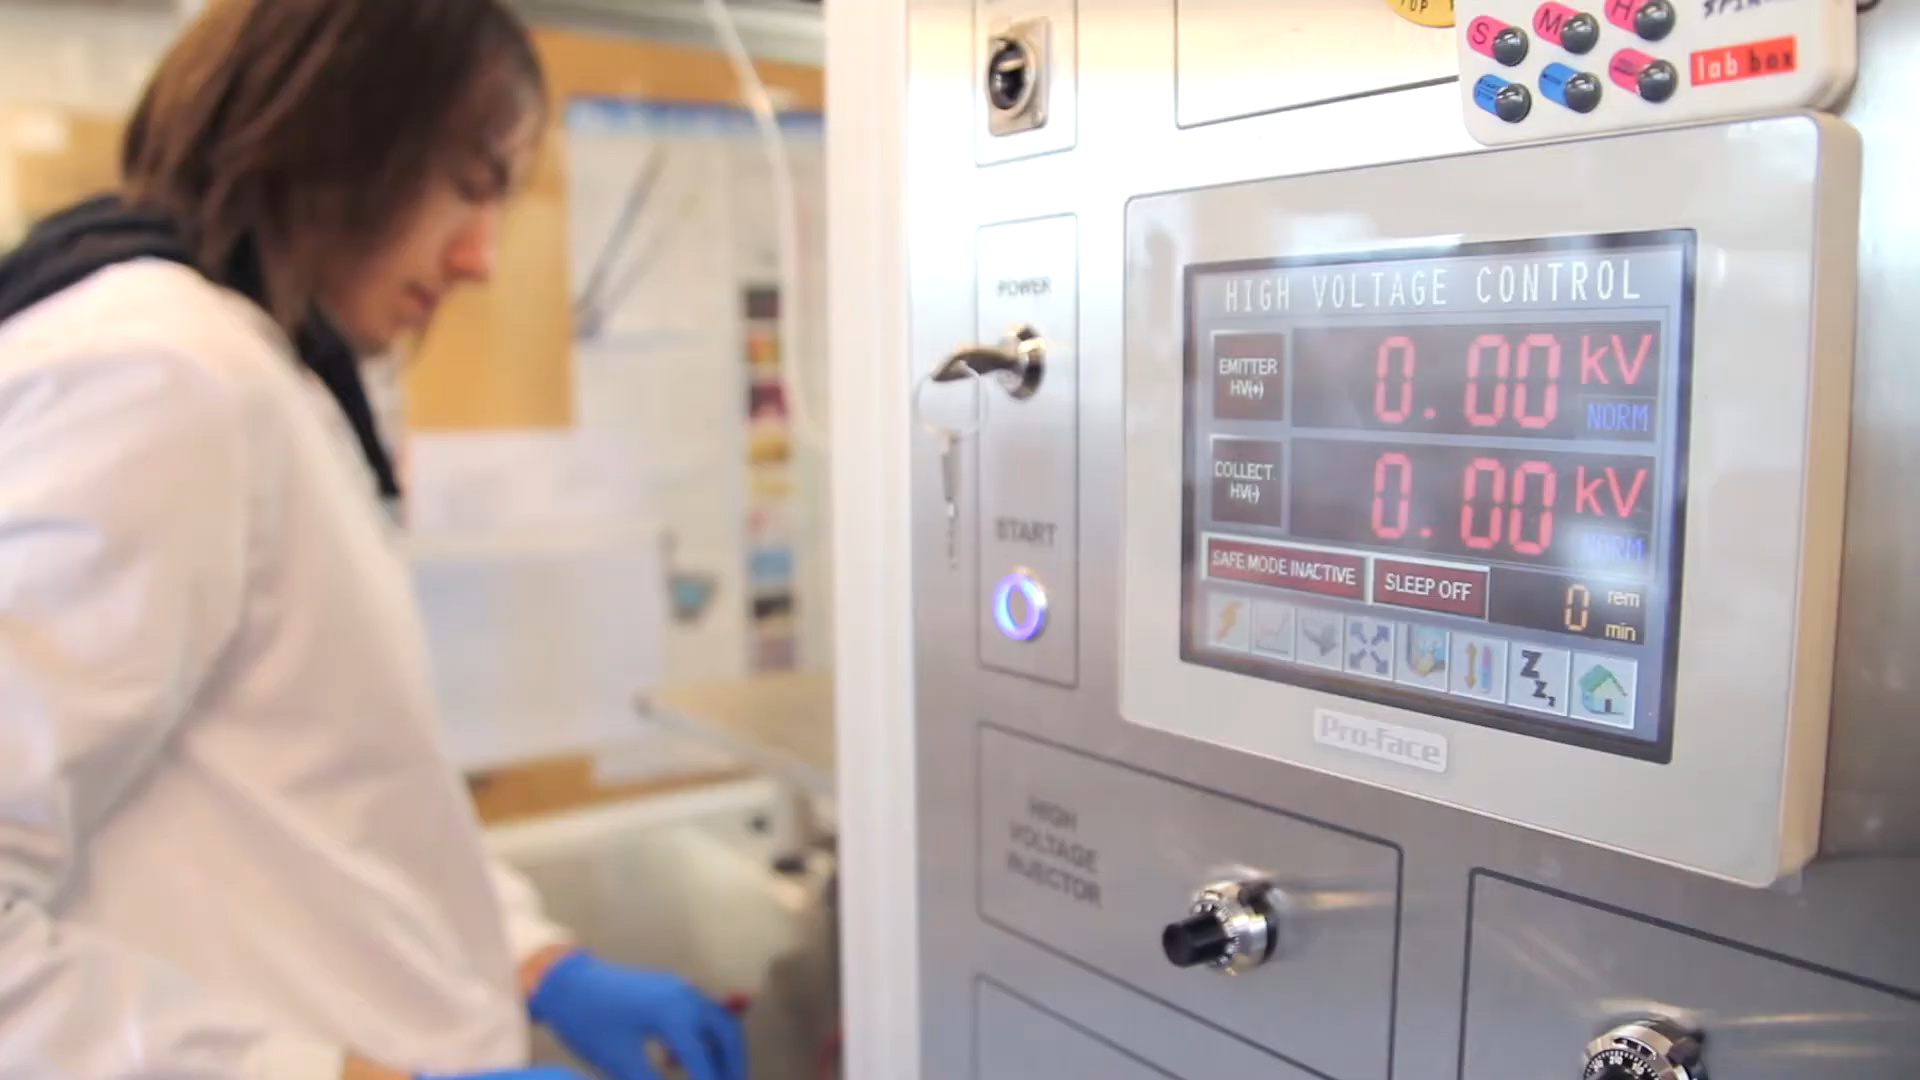 S M H
lab box
POWER
START
HIGH VOLTAGE CONTROL
EMITTER
HV(+)
0.00 kV
NORM
COLLECT.
HV(-)
0.00 kV
NORM
SAFE MODE INACTIVE
SLEEP OFF
0 rem
min
Z z z
Pro-face
HIGH
VOLTAGE
INJECTOR